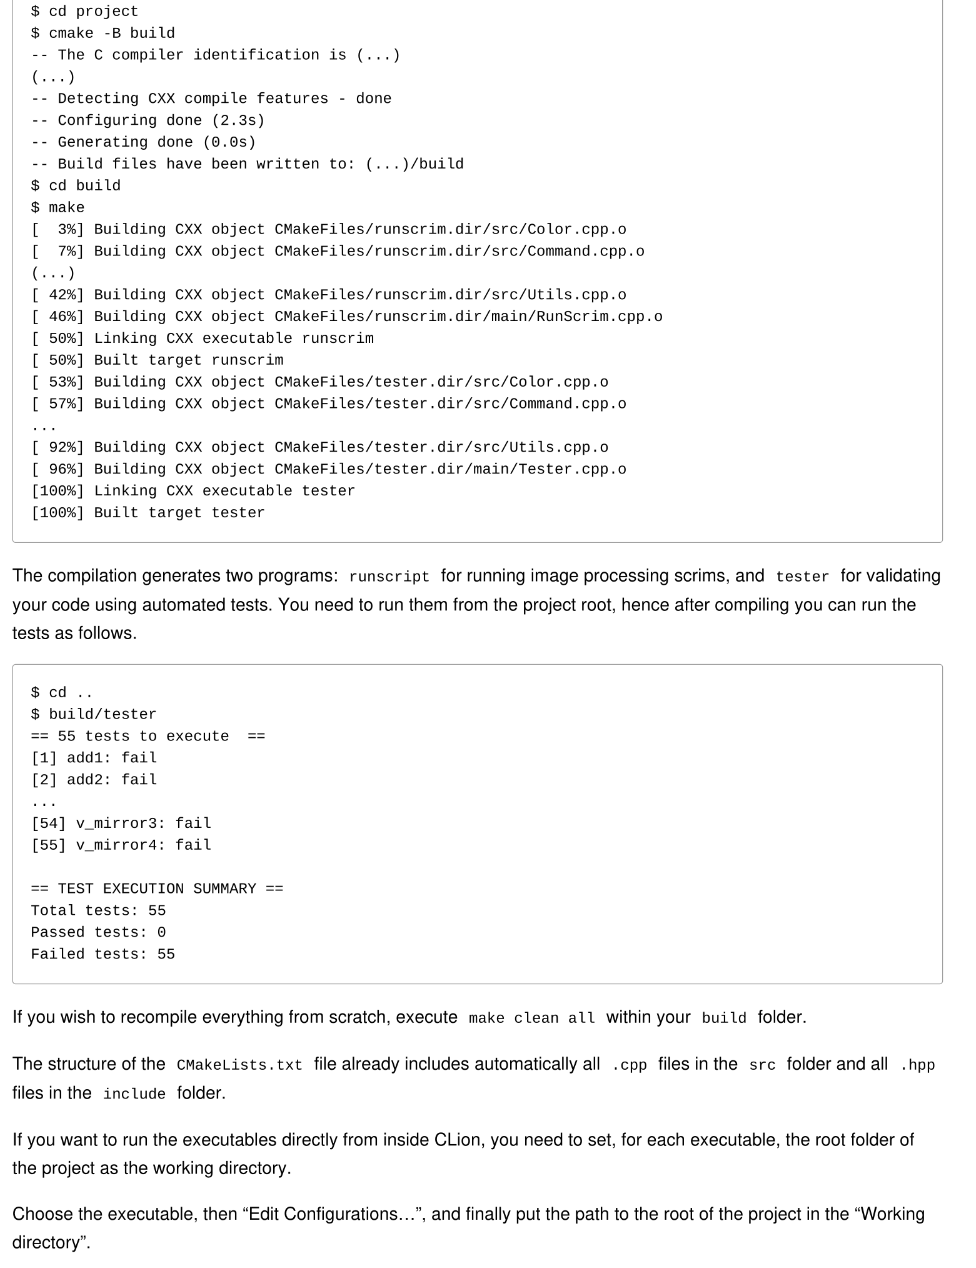 $ cd project
$ cmake -B build
-- The C compiler identification is (...)
(...)
-- Detecting CXX compile features - done
-- Configuring done (2.3s)
-- Generating done (0.0s)
-- Build files have been written to: (...)/build
$ cd build
$ make
[  3%] Building CXX object CMakeFiles/runscrim.dir/src/Color.cpp.o
[  7%] Building CXX object CMakeFiles/runscrim.dir/src/Command.cpp.o
(...)
[ 42%] Building CXX object CMakeFiles/runscrim.dir/src/Utils.cpp.o
[ 46%] Building CXX object CMakeFiles/runscrim.dir/main/RunScrim.cpp.o
[ 50%] Linking CXX executable runscrim
[ 50%] Built target runscrim
[ 53%] Building CXX object CMakeFiles/tester.dir/src/Color.cpp.o
[ 57%] Building CXX object CMakeFiles/tester.dir/src/Command.cpp.o
...
[ 92%] Building CXX object CMakeFiles/tester.dir/src/Utils.cpp.o
[ 96%] Building CXX object CMakeFiles/tester.dir/main/Tester.cpp.o
[100%] Linking CXX executable tester
[100%] Built target tester
The compilation generates two programs: runscript for running image processing scrims, and tester for validating
your code using automated tests. You need to run them from the project root, hence after compiling you can run the
tests as follows.
$ cd ..
$ build/tester
== 55 tests to execute  ==
[1] add1: fail
[2] add2: fail
...
[54] v_mirror3: fail
[55] v_mirror4: fail
== TEST EXECUTION SUMMARY ==
Total tests: 55
Passed tests: 0
Failed tests: 55
If you wish to recompile everything from scratch, execute make clean all within your build folder.
The structure of the CMakeLists.txt file already includes automatically all .cpp files in the src folder and all .hpp
files in the include folder.
If you want to run the executables directly from inside CLion, you need to set, for each executable, the root folder of
the project as the working directory.
Choose the executable, then “Edit Configurations…”, and finally put the path to the root of the project in the “Working
directory”.